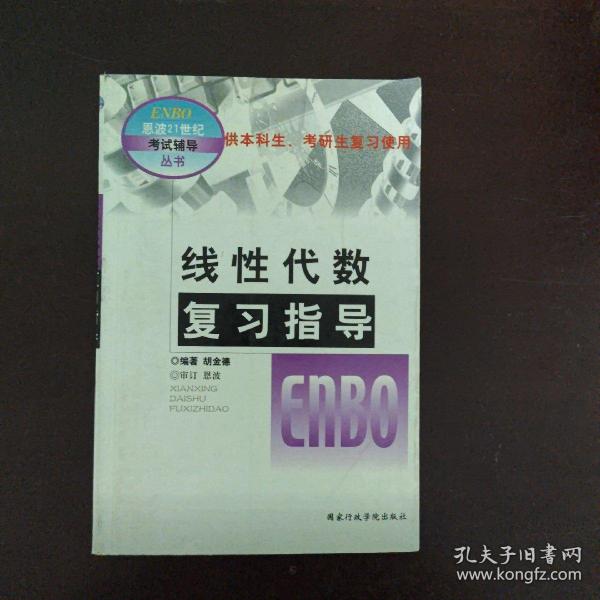 ENBO
恩波21世纪
考试辅导
丛书
供本科生、考研生复习使用
线性代数
复习指导
◎编著 胡金德
◎审订 恩波
XIANXING
DAISHU
FUXIZHIDAO
ENBO
国家行政学院出版社
孔夫子旧书网
www.kongfz.com